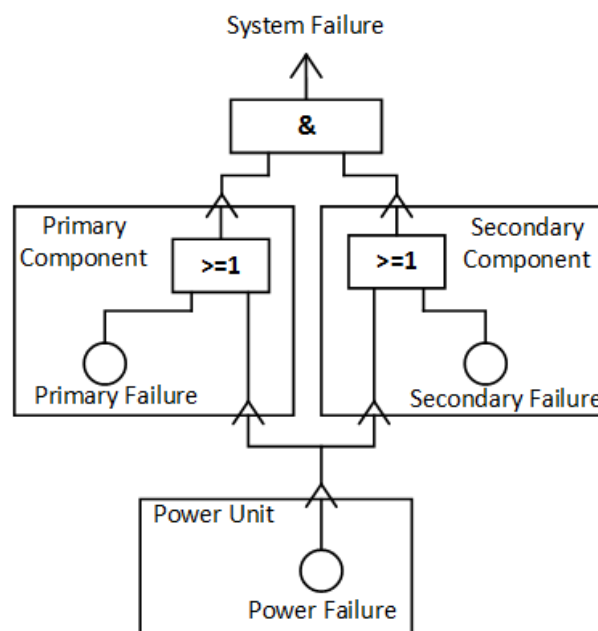 System Failure
&
Primary
Component
Secondary
Component
>=1
>=1
Primary Failure
Secondary Failure
Power Unit
Power Failure